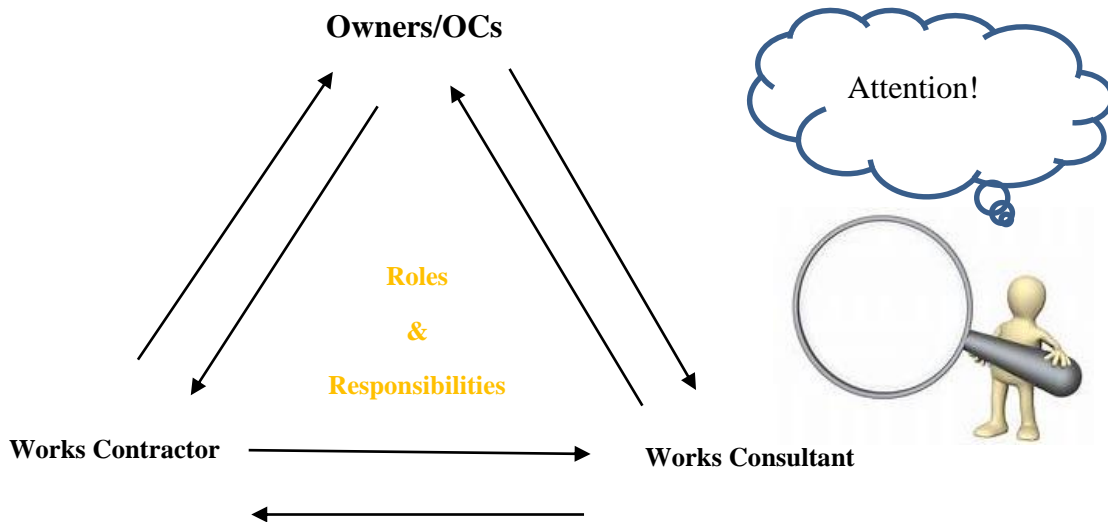 Owners/OCs
Attention!
Roles
&
Responsibilities
Works Contractor
Works Consultant